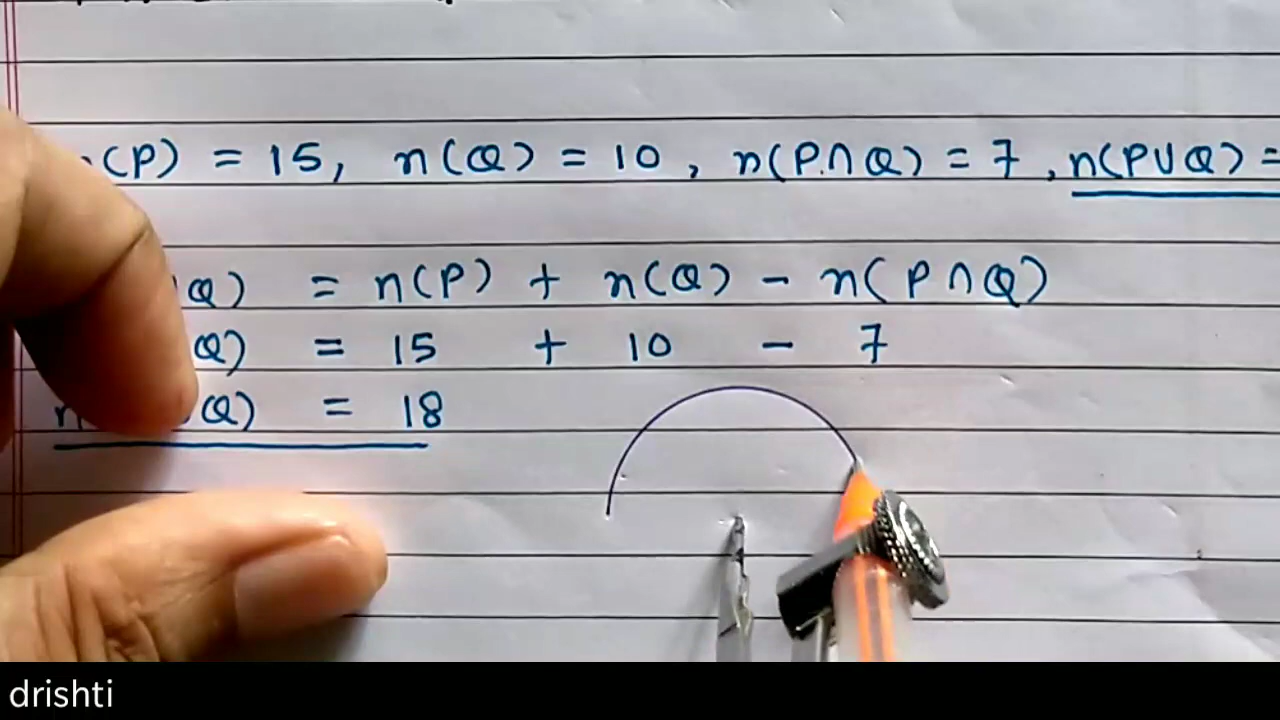 (P) = 15, n(Q) = 10, n(P∩Q) = 7, n(P∪Q) =
Q) = n(P) + n(Q) - n(P∩Q)
Q) = 15 + 10 - 7
n Q) = 18
drishti